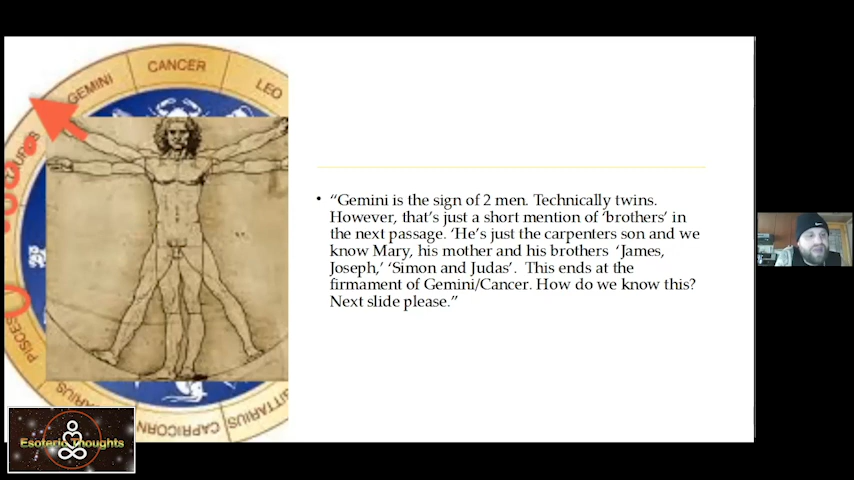 CANCER
GEMINI
LEO
TAURUS
PISCES
CAPRICORN
• “Gemini is the sign of 2 men. Technically twins.
However, that’s just a short mention of ‘brothers’ in
the next passage. ‘He’s just the carpenters son and we
know Mary, his mother and his brothers ‘James,
Joseph,’ ‘Simon and Judas’. This ends at the
firmament of Gemini/Cancer. How do we know this?
Next slide please.”
Esoteric Thoughts